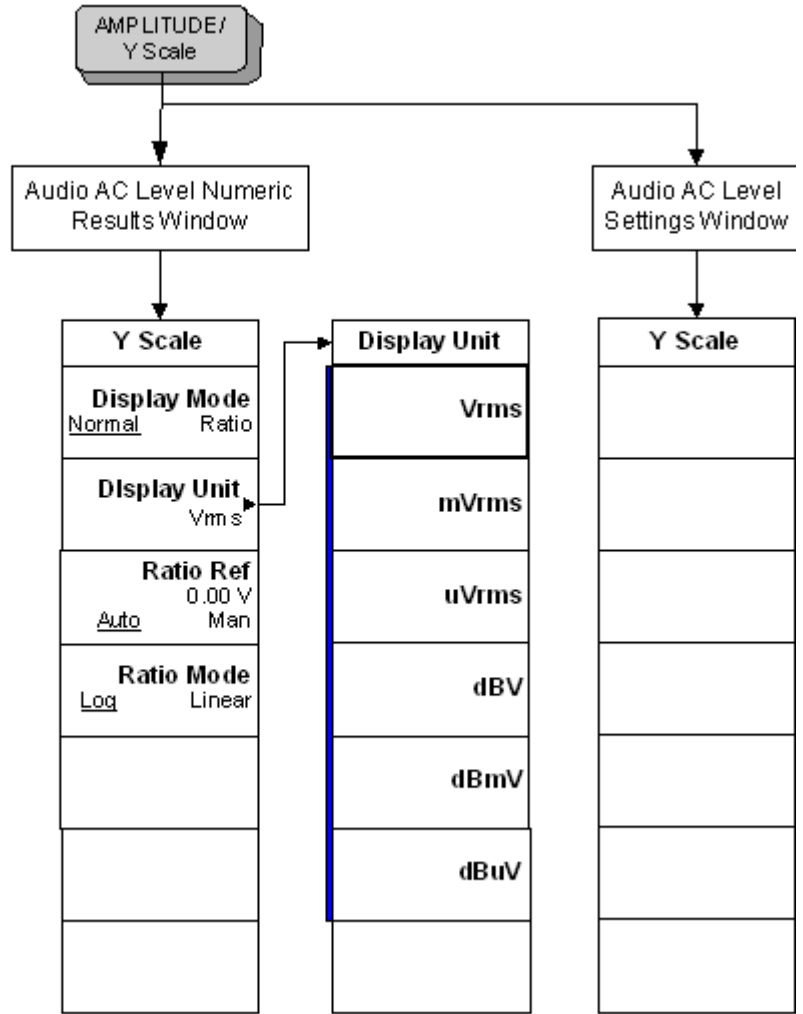 AMPLITUDE/
Y Scale
Audio AC Level Numeric
Results Window
Audio AC Level
Settings Window
Y Scale
Display Mode
Normal Ratio
DIsplay Unit
Vrms
Ratio Ref
0.00 V
Auto Man
Ratio Mode
Log Linear
Display Unit
Vrms
mVrms
uVrms
dBV
dBmV
dBuV
Y Scale